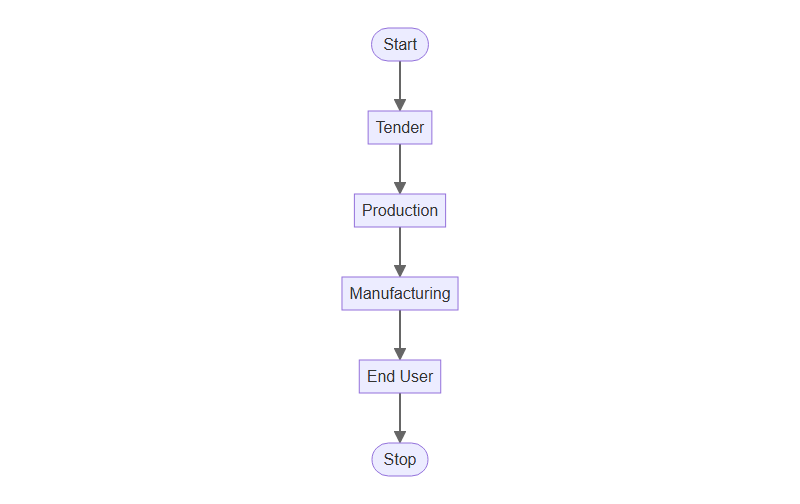 Start
Tender
Production
Manufacturing
End User
Stop